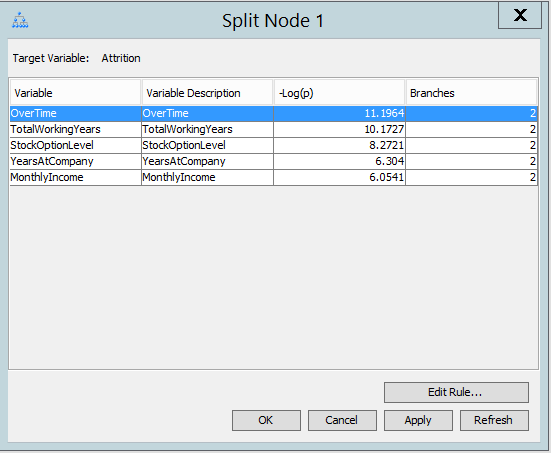 Split Node 1
X
Target Variable: Attrition
Variable Variable Description -Log(p) Branches
OverTime OverTime 11.1964 2
TotalWorkingYears TotalWorkingYears 10.1727 2
StockOptionLevel StockOptionLevel 8.2721 2
YearsAtCompany YearsAtCompany 6.304 2
MonthlyIncome MonthlyIncome 6.0541 2
Edit Rule...
OK Cancel Apply Refresh